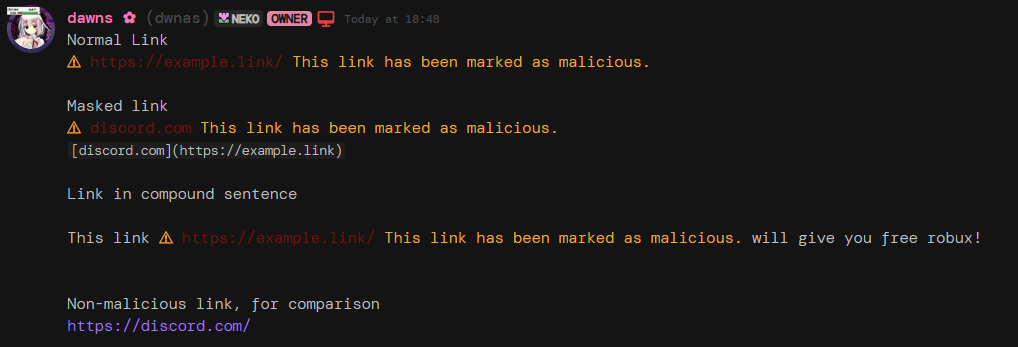 dawns ✿ (dwnas) NEKO OWNER Today at 18:48
Normal Link
⚠ https://example.link/ This link has been marked as malicious.
Masked link
⚠ discord.com This link has been marked as malicious.
[discord.com](https://example.link)
Link in compound sentence
This link ⚠ https://example.link/ This link has been marked as malicious. will give you free robux!
Non-malicious link, for comparison
https://discord.com/